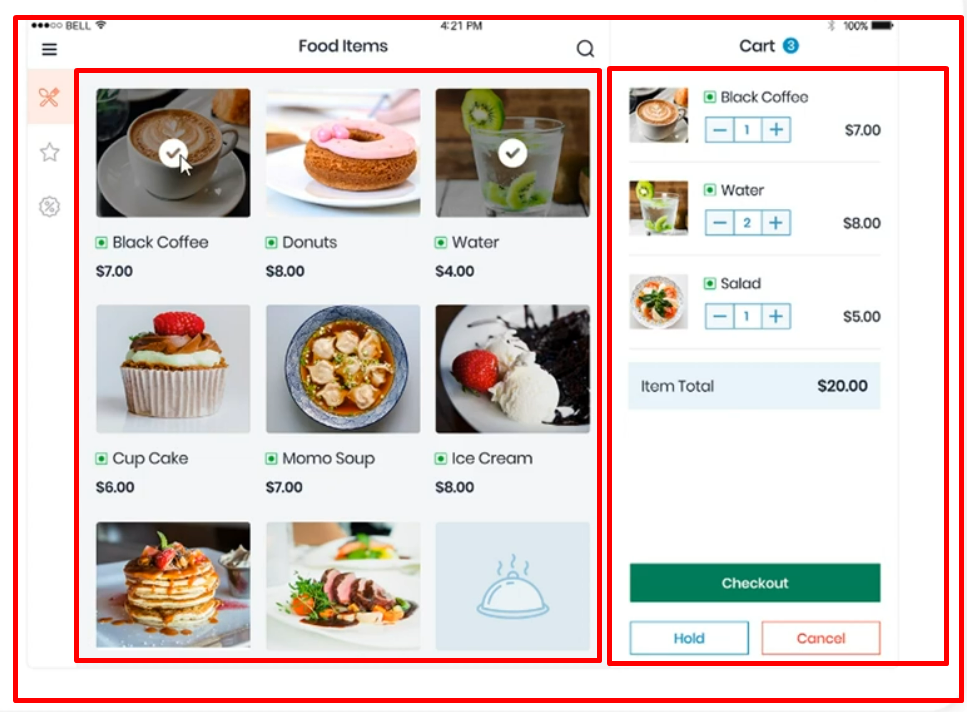 BELL
4:21 PM
100%
Food Items
Cart 3
Black Coffee
$7.00
Donuts
$8.00
Water
$4.00
Cup Cake
$6.00
Momo Soup
$7.00
Ice Cream
$8.00
Black Coffee
1
$7.00
Water
2
$8.00
Salad
1
$5.00
Item Total
$20.00
Checkout
Hold
Cancel